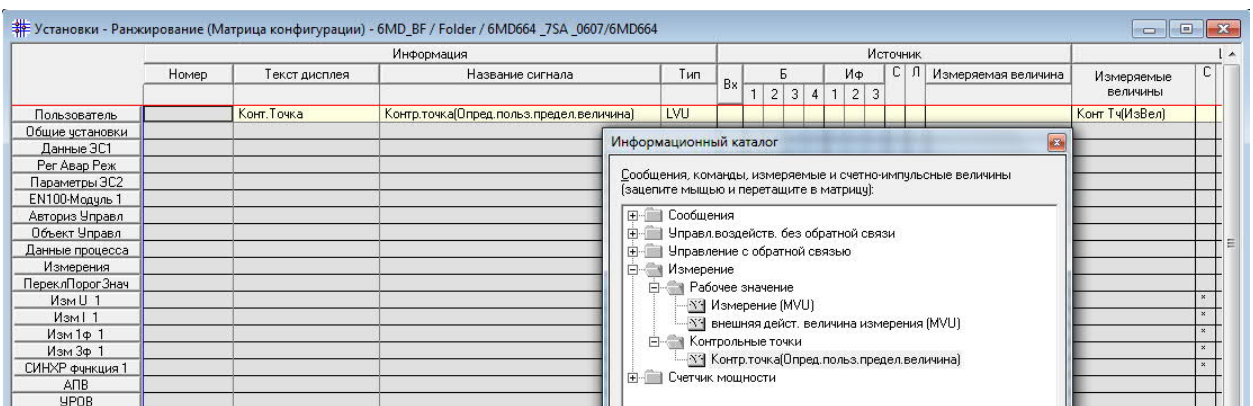 Установки - Ранжирование (Матрица конфигурации) - 6MD_BF / Folder / 6MD664 _7SA _0607/6MD664
Информация Источник
Номер Текст дисплея Название сигнала Тип Вх Б Иф С Л Измеряемая величина Измеряемые величины С
1 2 3 4 1 2 3
Пользователь Конт.Точка Контр.точка(Опред.польз.предел.величина) LVU Конт Тч(ИзВел)
Общие установки
Данные ЭС1
Рег Авар Реж
Параметры ЭС2
EN100-Модуль 1
Авториз Управл
Объект Управл
Данные процесса
Измерения
ПереклПорогЗнач
Изм U 1 *
Изм I 1 *
Изм 1ф 1 *
Изм 3ф 1 *
СИНХР функция 1 *
АПВ
УРОВ
Информационный каталог
Сообщения, команды, измеряемые и счетно-импульсные величины
(зацепите мышью и перетащите в матрицу):
Сообщения
Управл.воздейств. без обратной связи
Управление с обратной связью
Измерение
Рабочее значение
Измерение (MVU)
внешняя дейст. величина измерения (MVU)
Контрольные точки
Контр.точка(Опред.польз.предел.величина)
Счетчик мощности